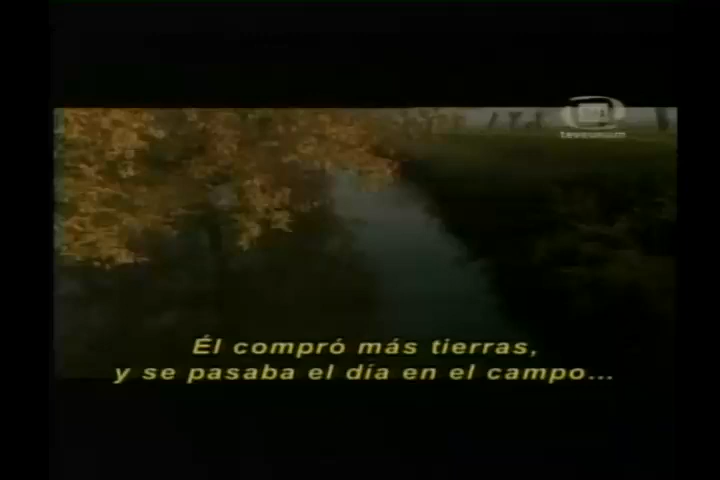 Él compró más tierras,
y se pasaba el día en el campo...